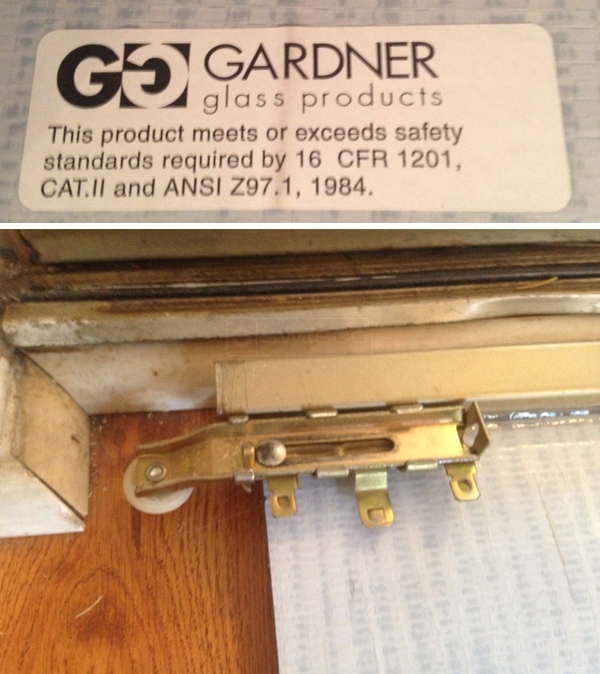 GG GARDNER
glass products
This product meets or exceeds safety
standards required by 16 CFR 1201,
CAT.II and ANSI Z97.1, 1984.